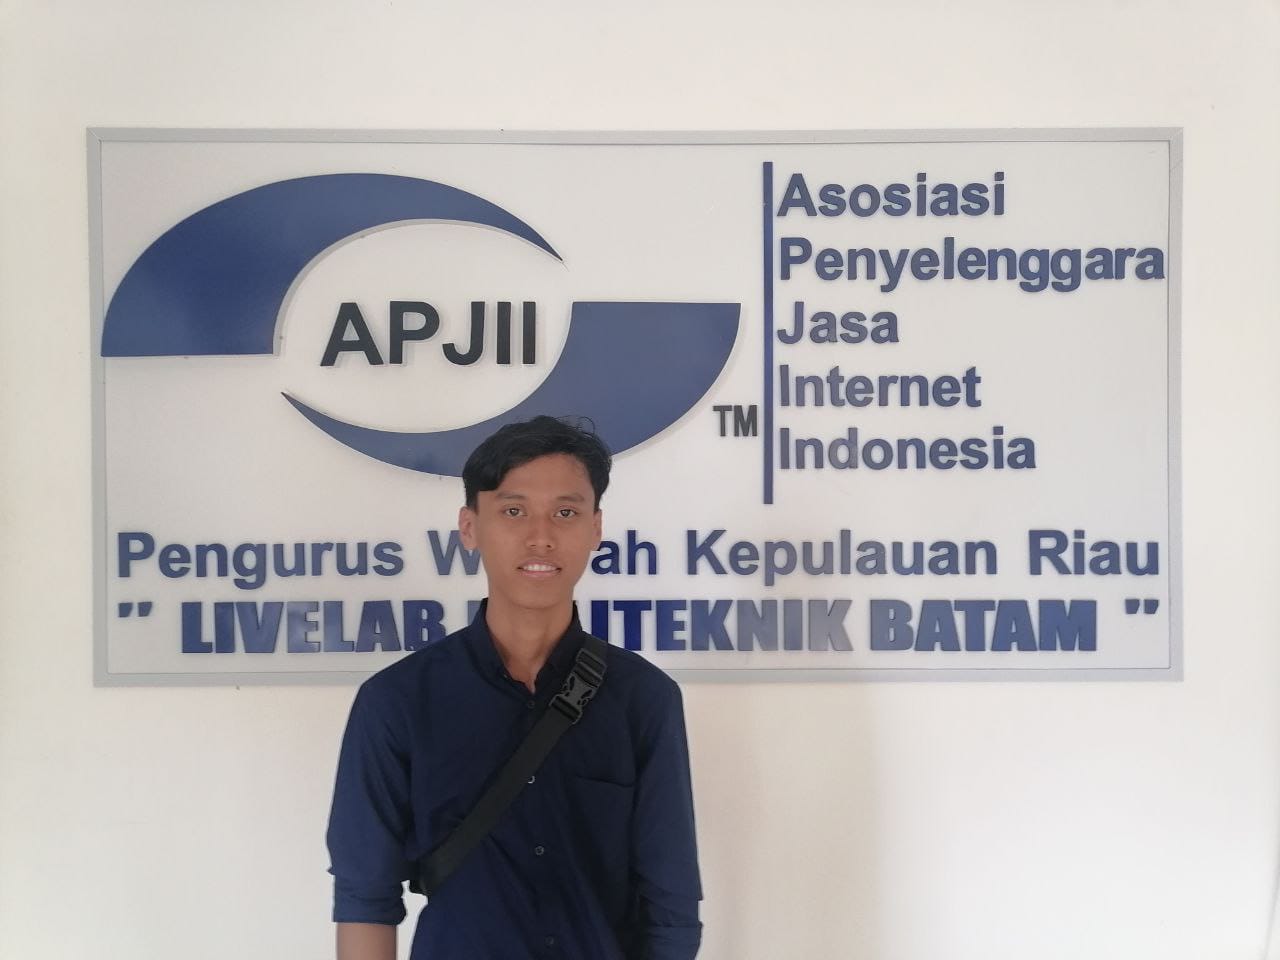 APJII
TM
Asosiasi
Penyelenggara
Jasa
Internet
Indonesia
Pengurus Kepulauan Riau
" LIVELAB BATAM "